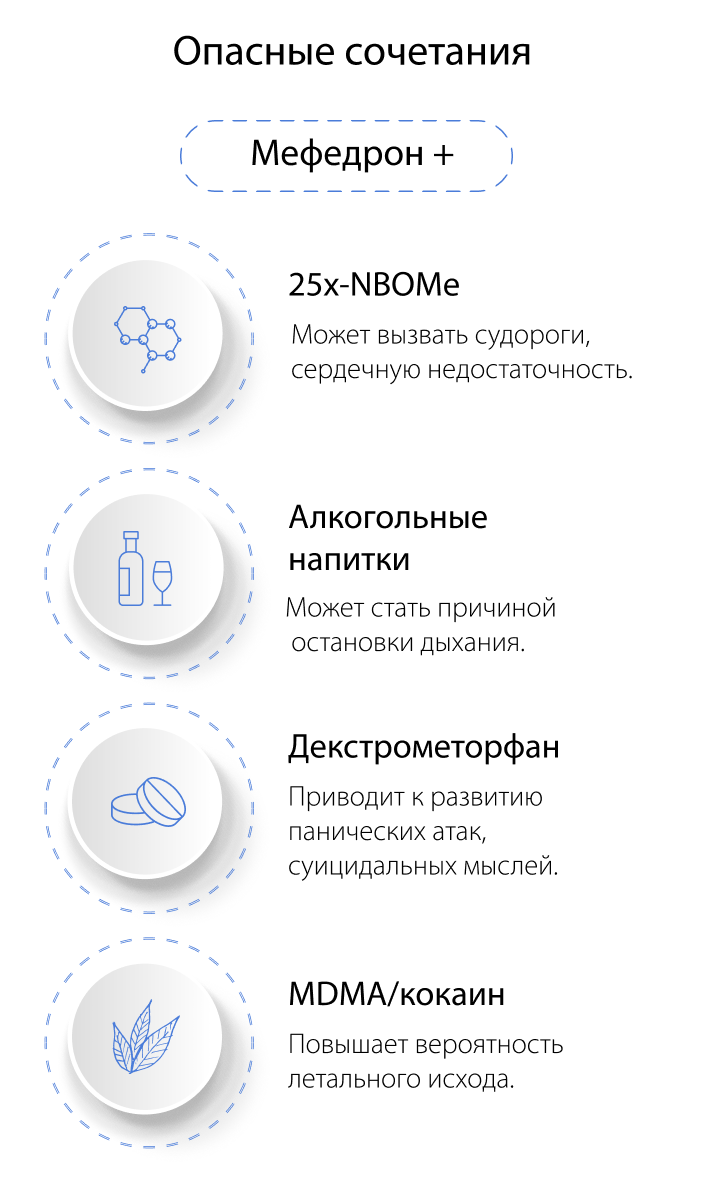 Опасные сочетания
Мефедрон +
25x-NBOMe
Может вызвать судороги,
сердечную недостаточность.
Алкогольные
напитки
Может стать причиной
остановки дыхания.
Декстрометорфан
Приводит к развитию
панических атак,
суицидальных мыслей.
MDMA/кокаин
Повышает вероятность
летального исхода.